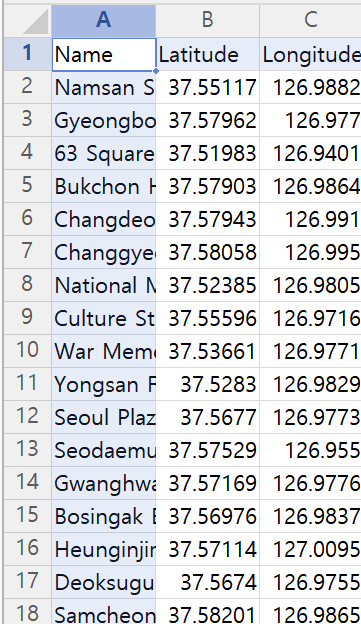 A B C
1 Name Latitude Longitude
2 Namsan S 37.55117 126.9882
3 Gyeongbo 37.57962 126.977
4 63 Square 37.51983 126.9401
5 Bukchon H 37.57903 126.9864
6 Changdeo 37.57943 126.991
7 Changgye 37.58058 126.995
8 National M 37.52385 126.9805
9 Culture St 37.55596 126.9716
10 War Memo 37.53661 126.9771
11 Yongsan F 37.5283 126.9829
12 Seoul Plaz 37.5677 126.9773
13 Seodaemu 37.57529 126.955
14 Gwanghwa 37.57169 126.9776
15 Bosingak B 37.56976 126.9837
16 Heunginjin 37.57114 127.0095
17 Deoksugu 37.5674 126.9755
18 Samcheon 37.58201 126.9865